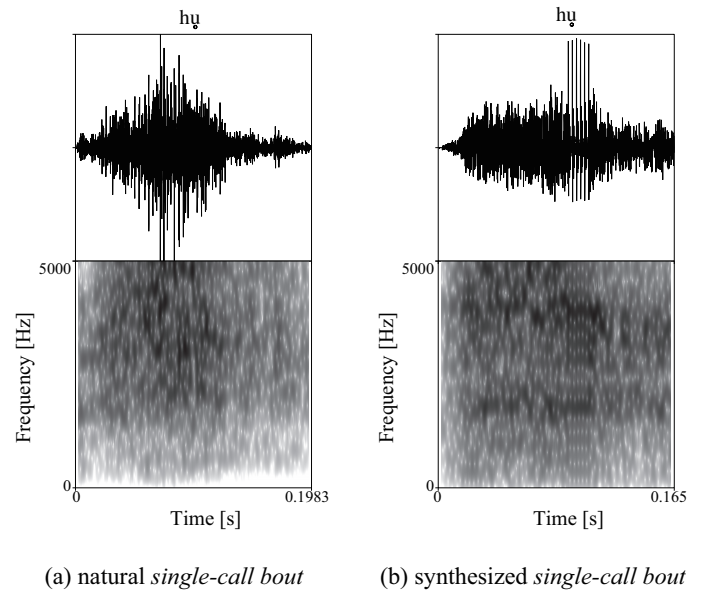 hu̥
5000
Frequency [Hz]
0
0
0.1983
Time [s]
(a) natural single-call bout
hu̥
5000
Frequency [Hz]
0
0
0.165
Time [s]
(b) synthesized single-call bout